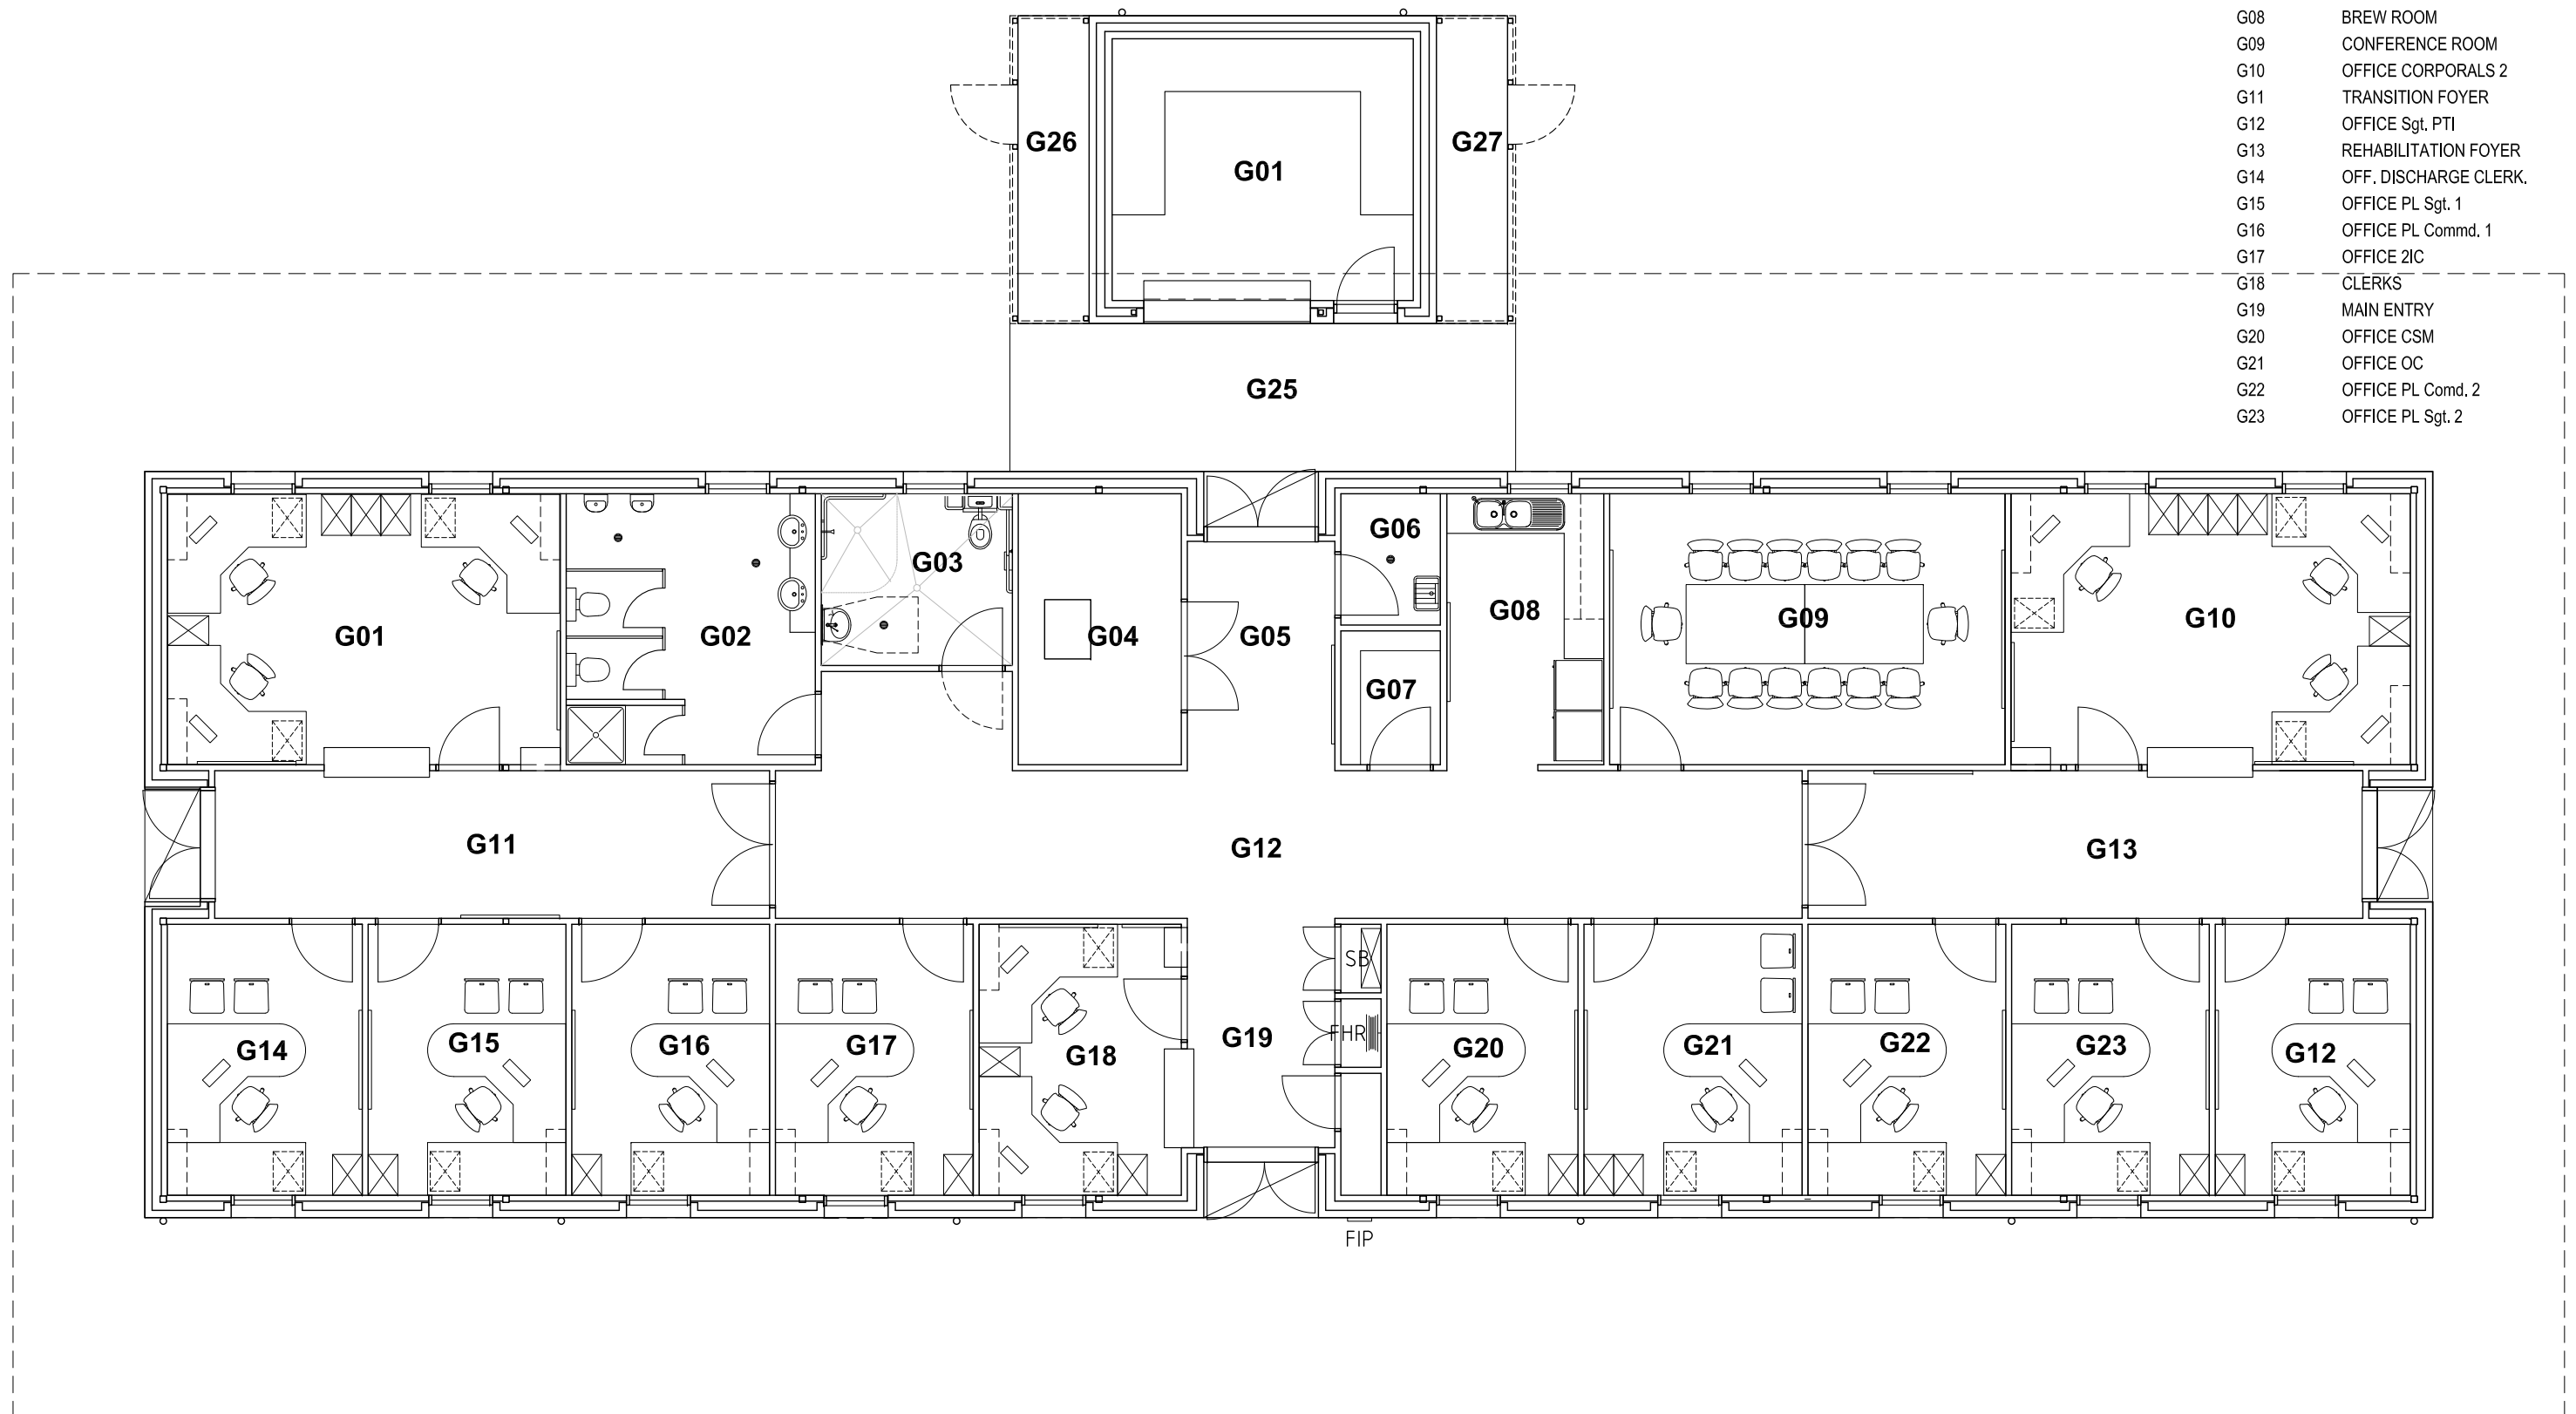 G08 BREW ROOM
G09 CONFERENCE ROOM
G10 OFFICE CORPORALS 2
G11 TRANSITION FOYER
G12 OFFICE Sgt. PTI
G13 REHABILITATION FOYER
G14 OFF. DISCHARGE CLERK.
G15 OFFICE PL Sgt. 1
G16 OFFICE PL Commd. 1
G17 OFFICE 2IC
G18 CLERKS
G19 MAIN ENTRY
G20 OFFICE CSM
G21 OFFICE OC
G22 OFFICE PL Comd. 2
G23 OFFICE PL Sgt. 2
G26
G01
G27
G25
G01
G02
G03
G04
G05
G06
G07
G08
G09
G10
G11
G12
G13
G14
G15
G16
G17
G18
G19
SB
FHR
G20
G21
G22
G23
G12
FIP